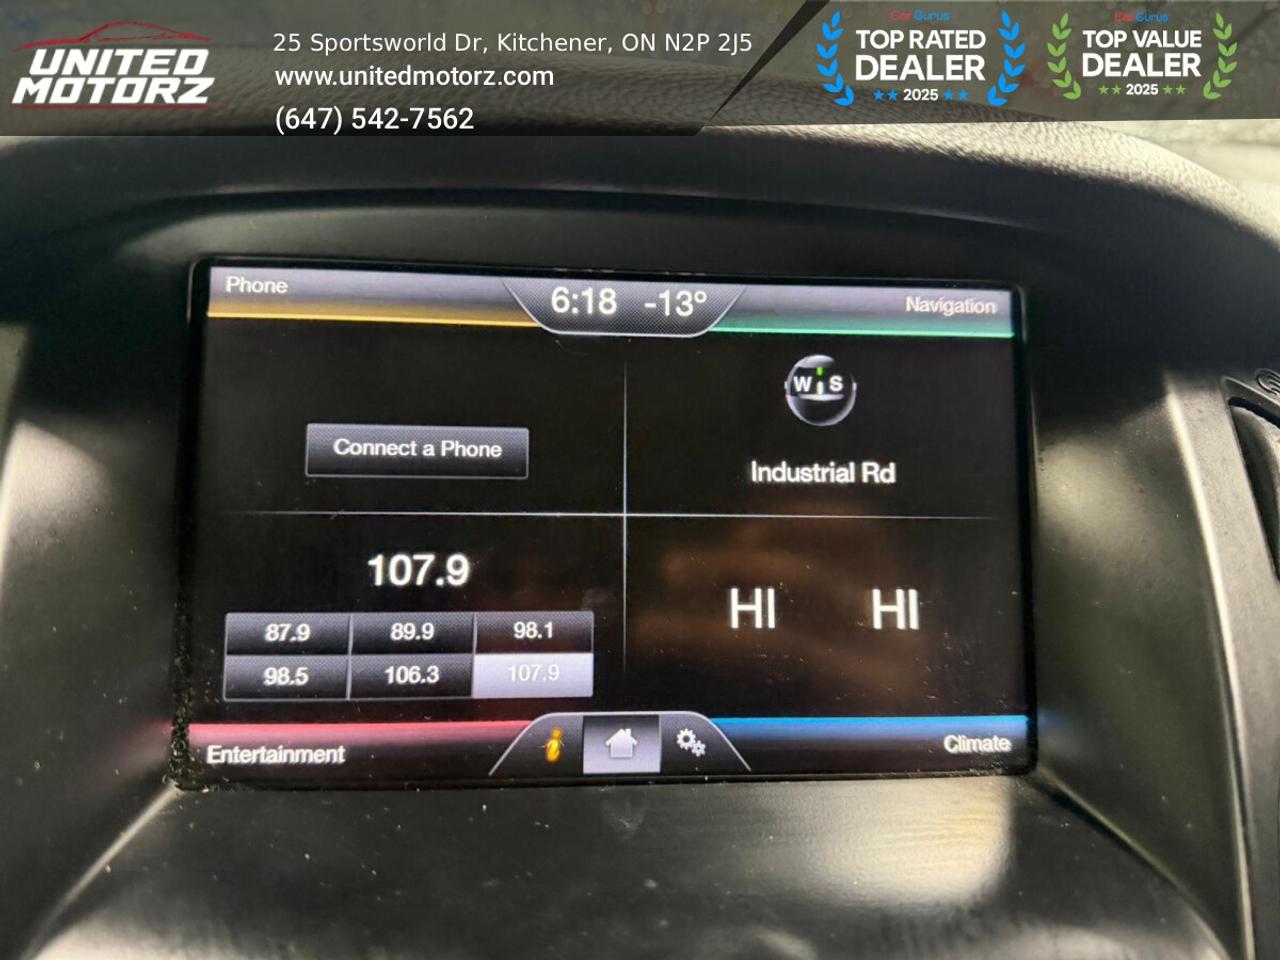 UNITED
MOTORZ
25 Sportsworld Dr, Kitchener, ON N2P 2J5
www.unitedmotorz.com
(647) 542-7562
CarGurus
TOP RATED
DEALER
2025
CarGurus
TOP VALUE
DEALER
2025
Phone
6:18 -13°
Navigation
Connect a Phone
W S
Industrial Rd
107.9
87.9 89.9 98.1
98.5 106.3 107.9
HI HI
Entertainment
i
Climate